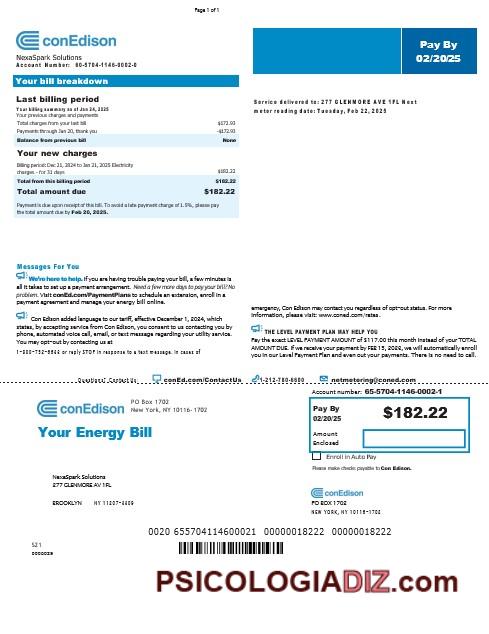 Page 1 of 1
conEdison
NexaSpark Solutions
Account Number: 60-5704-1146-0002-0
Pay By
02/20/25
Your bill breakdown
Last billing period
Your billing summary as of Jan 24, 2025
Your previous charges and payments
Total charges from your last bill $172.93
Payments through Jan 20, thank you -$172.93
Balance from previous bill None
Your new charges
Billing period: Dec 21, 2024 to Jan 21, 2025 Electricity
charges - for 31 days $182.22
Total from this billing period $182.22
Total amount due $182.22
Payment is due upon receipt of this bill. To avoid a late payment charge of 1.5%, please pay
the total amount due by Feb 20, 2025.
Service delivered to: 277 GLENMORE AVE 1FL Next
meter reading date: Tuesday, Feb 22, 2025
Messages For You
We're here to help. If you are having trouble paying your bill, a few minutes is
all it takes to set up a payment arrangement. Need a few more days to pay your bill? No
problem. Visit conEd.com/PaymentPlans to schedule an extension, enroll in a
payment agreement and manage your energy bill online.
Con Edison added language to our tariff, effective December 1, 2024, which
states, by accepting service from Con Edison, you consent to us contacting you by
phone, automated voice call, email, or text message regarding your utility service.
You may opt-out by contacting us at
or reply STOP in response to a text message. In cases of
emergency, Con Edison may contact you regardless of opt-out status. For more
information, please visit: www.coned.com/rates.
THE LEVEL PAYMENT PLAN MAY HELP YOU
Pay the exact LEVEL PAYMENT AMOUNT of $117.00 this month instead of your TOTAL
AMOUNT DUE. If we receive your payment by FEB 15, we will automatically enroll
you in our Level Payment Plan and even out your payments. There is no need to call.
Questions? Contact Us conEd.com/ContactUs netmetering@coned.com
Account number: 65-5704-1146-0002-1
conEdison
PO Box 1702
New York, NY 10116-1702
Your Energy Bill
Pay By
02/20/25
$182.22
Amount
Enclosed
Enroll in Auto Pay
Please make checks payable to Con Edison.
NexaSpark Solutions
277 GLENMORE AV 1FL
BROOKLYN NY
conEdison
PO BOX 1702
NEW YORK, NY 10116-1702
0020 655704114600021 00000018222 00000018222
521
PSICOLOGIADIZ.com